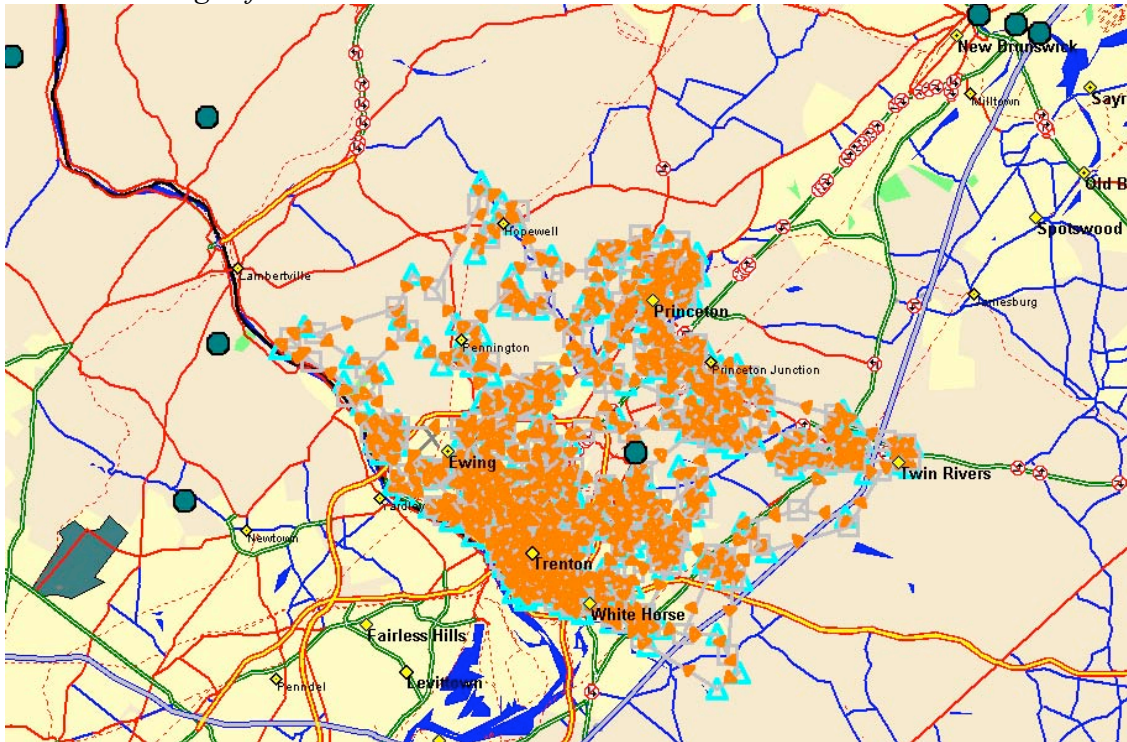 New Brunswick
Milltown
Sayr
Old B
Spotswood
Jamesburg
Hopewell
Lambertville
Princeton
Pennington
Princeton Junction
Ewing
Twin Rivers
Yardley
Newtown
Trenton
White Horse
Fairless Hills
Levittown
Penndel